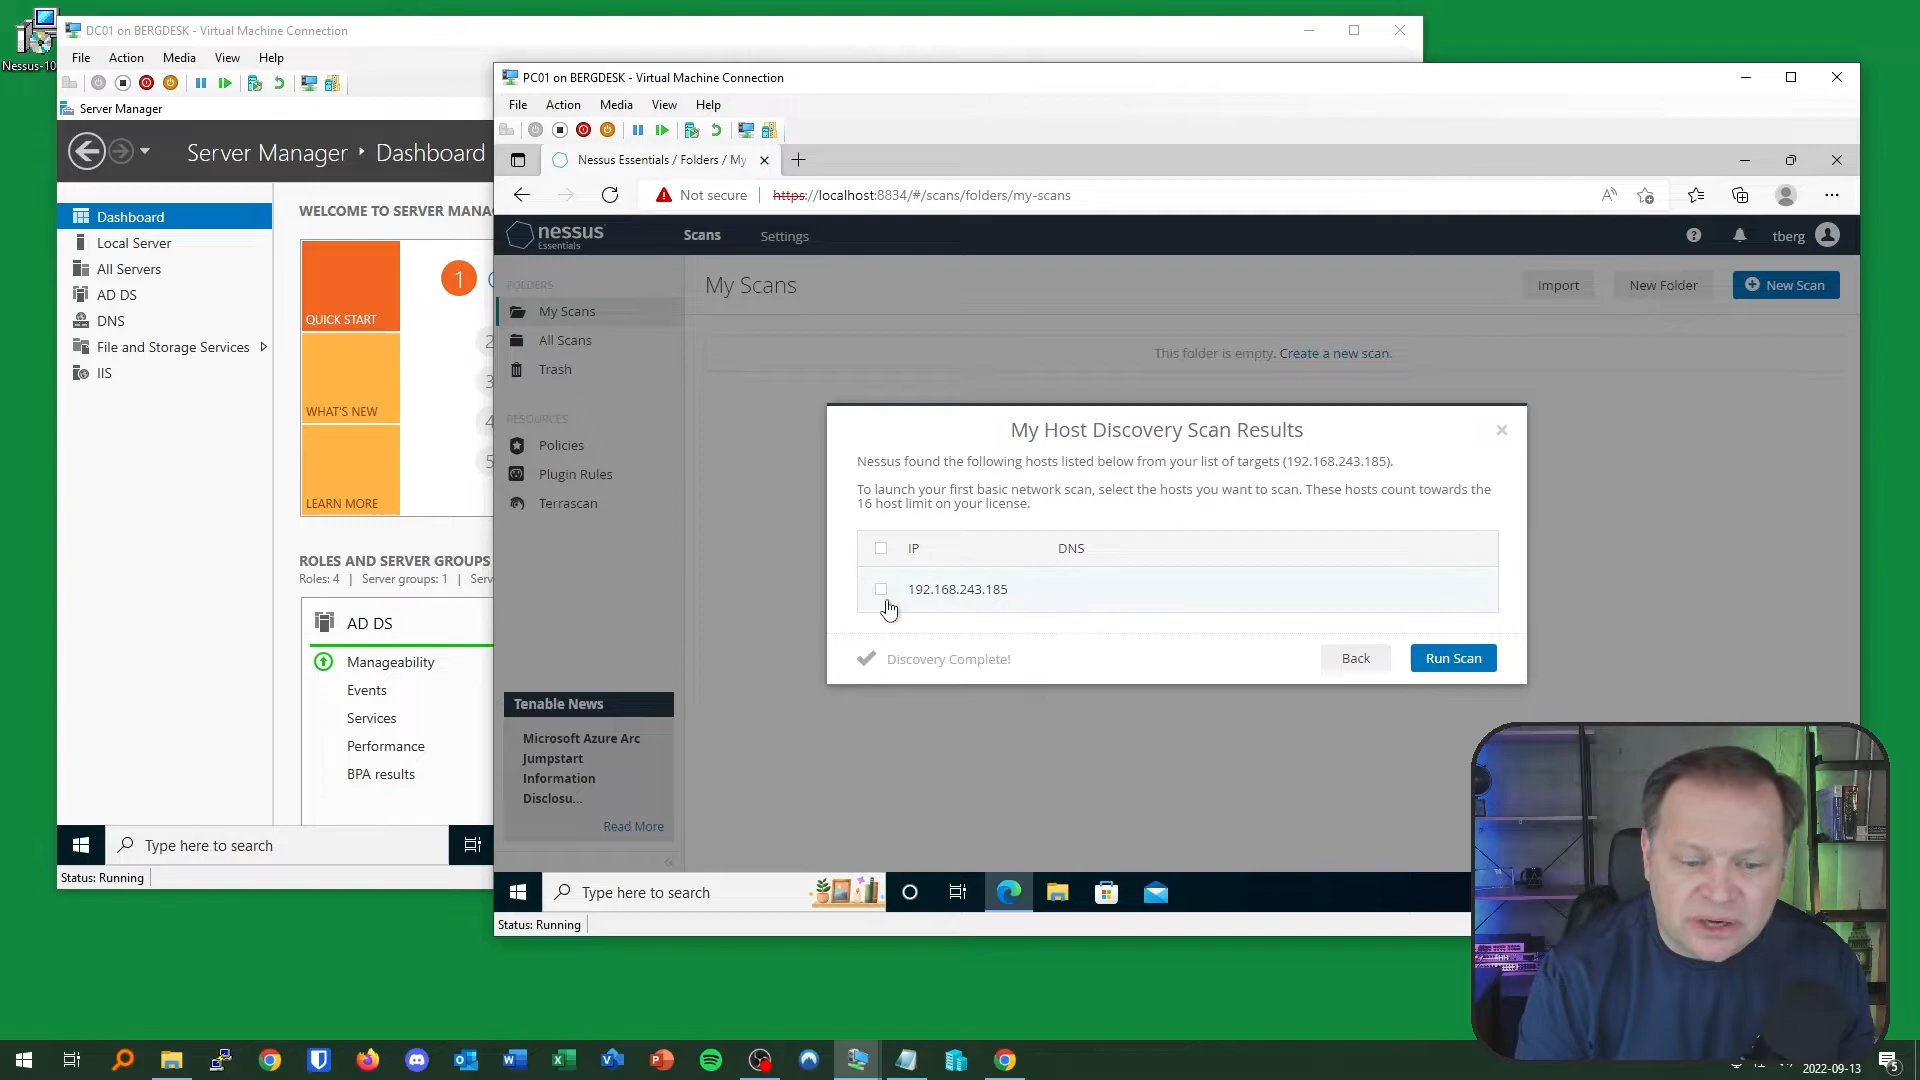 Nessus-10
DC01 on BERGDESK - Virtual Machine Connection
File Action Media View Help
Server Manager
Server Manager • Dashboard
Dashboard
Local Server
All Servers
AD DS
DNS
File and Storage Services
IIS
WELCOME TO SERVER MANA
QUICK START
WHAT'S NEW
LEARN MORE
1
2
3
4
5
ROLES AND SERVER GROUPS
Roles: 4 | Server groups: 1 | Serv
AD DS
Manageability
Events
Services
Performance
BPA results
Type here to search
Status: Running
PC01 on BERGDESK - Virtual Machine Connection
File Action Media View Help
Nessus Essentials / Folders / My
Not secure https://localhost:8834/#/scans/folders/my-scans
nessus Essentials
Scans Settings
tberg
FOLDERS
My Scans
All Scans
Trash
RESOURCES
Policies
Plugin Rules
Terrascan
Tenable News
Microsoft Azure Arc
Jumpstart
Information
Disclosu...
Read More
My Scans
Import
New Folder
New Scan
This folder is empty. Create a new scan.
My Host Discovery Scan Results
Nessus found the following hosts listed below from your list of targets (192.168.243.185).
To launch your first basic network scan, select the hosts you want to scan. These hosts count towards the
16 host limit on your license.
IP DNS
192.168.243.185
Discovery Complete!
Back
Run Scan
Type here to search
Status: Running
2022-09-13
5